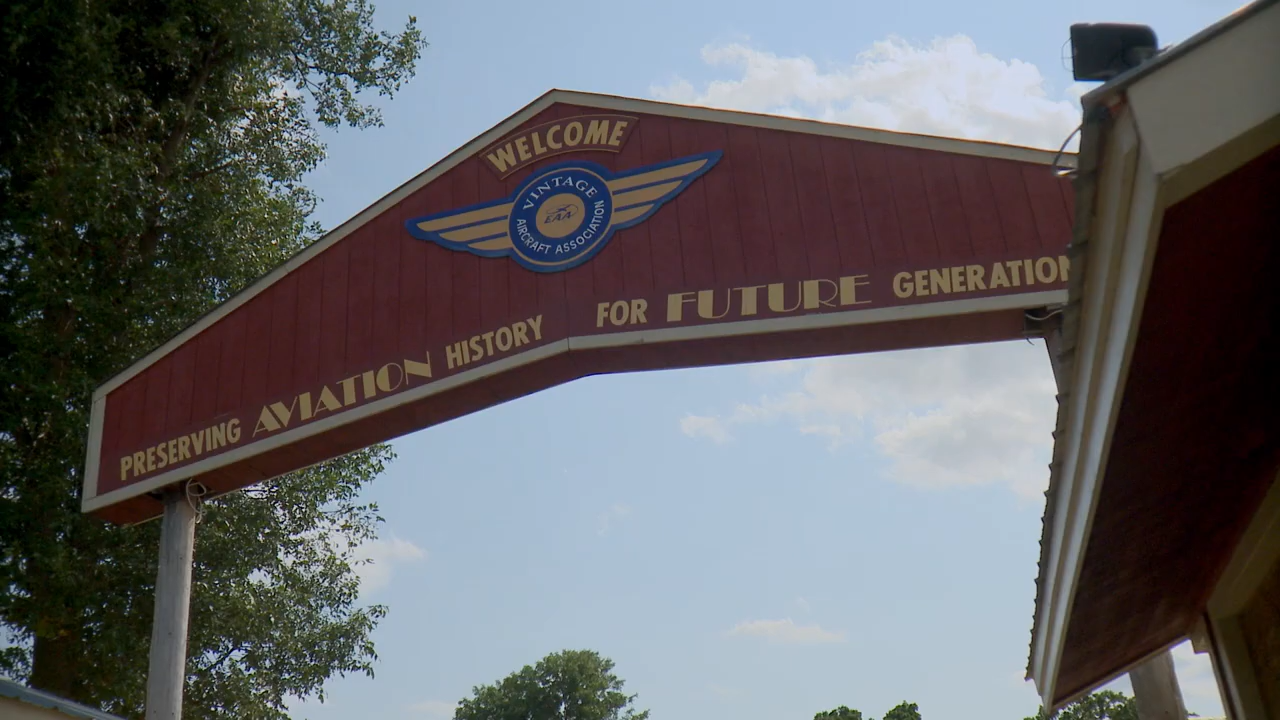 WELCOME
VINTAGE
EAA
AIRCRAFT ASSOCIATION
PRESERVING AVIATION HISTORY FOR FUTURE GENERATION